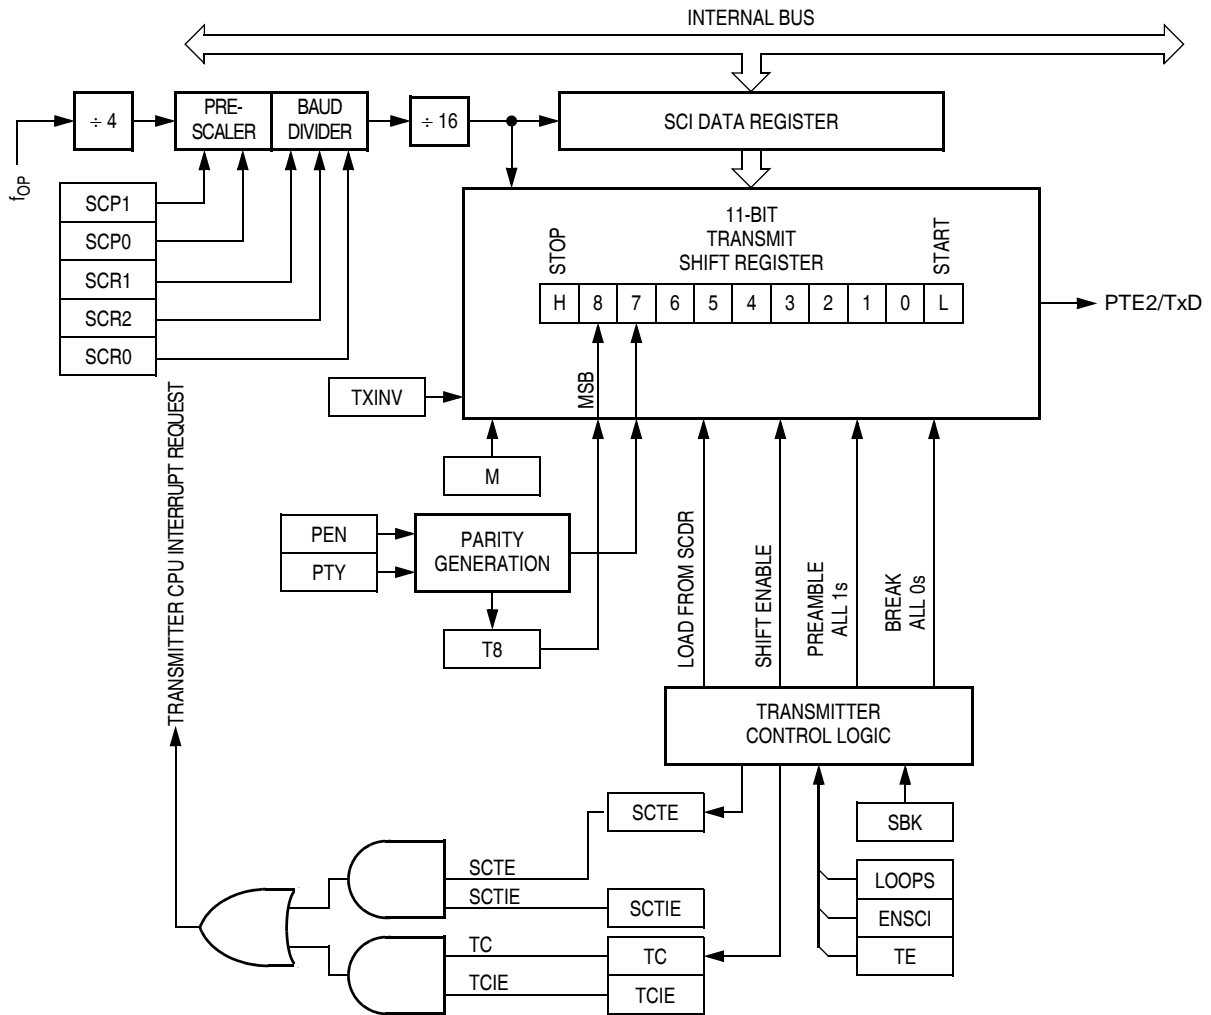 INTERNAL BUS
÷ 4
PRE-
SCALER
BAUD
DIVIDER
÷ 16
SCI DATA REGISTER
fOP
SCP1
SCP0
SCR1
SCR2
SCR0
11-BIT
TRANSMIT
SHIFT REGISTER
STOP
START
H 8 7 6 5 4 3 2 1 0 L
PTE2/TxD
TXINV
MSB
M
TRANSMITTER CPU INTERRUPT REQUEST
PEN
PTY
PARITY
GENERATION
T8
LOAD FROM SCDR
SHIFT ENABLE
PREAMBLE
ALL 1s
BREAK
ALL 0s
TRANSMITTER
CONTROL LOGIC
SCTE
SBK
SCTE
SCTIE
SCTIE
LOOPS
ENSCI
TE
TC
TC
TCIE
TCIE